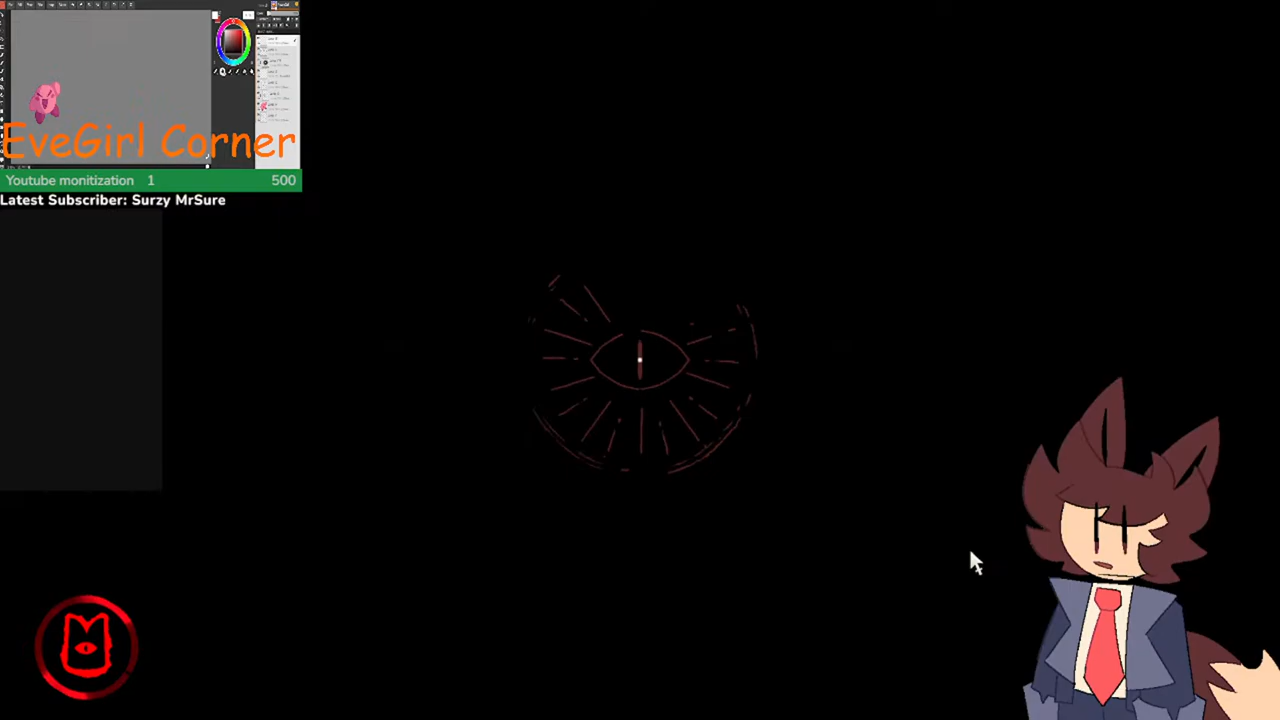 EveGirl Corner
Youtube monitization 1 500
Latest Subscriber: Surzy MrSure